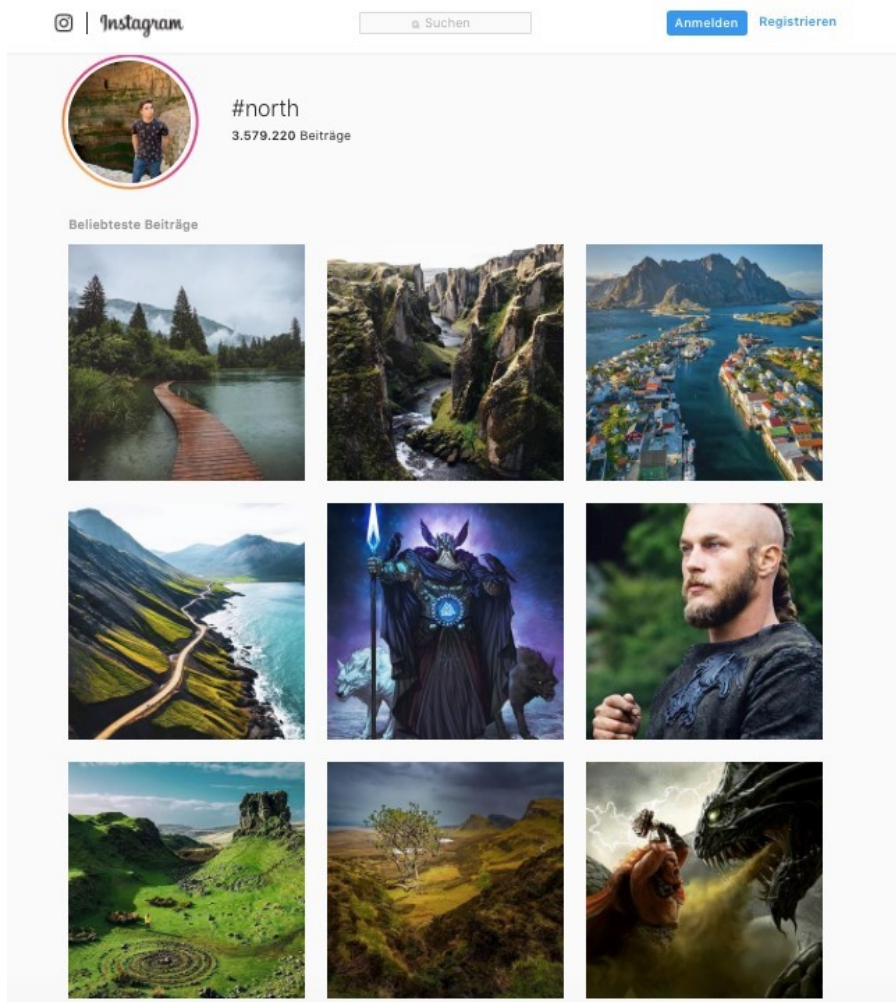 Instagram
Suchen
Anmelden
Registrieren
#north
3.579.220 Beiträge
Beliebteste Beiträge